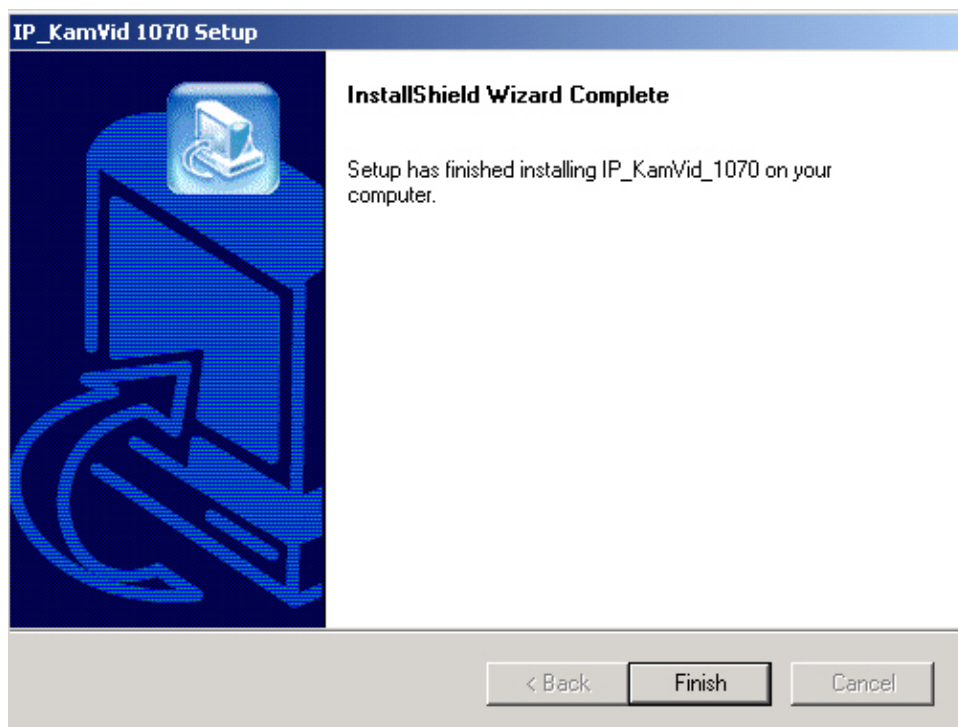 IP_KamVid 1070 Setup
InstallShield Wizard Complete
Setup has finished installing IP_KamVid_1070 on your
computer.
< Back
Finish
Cancel